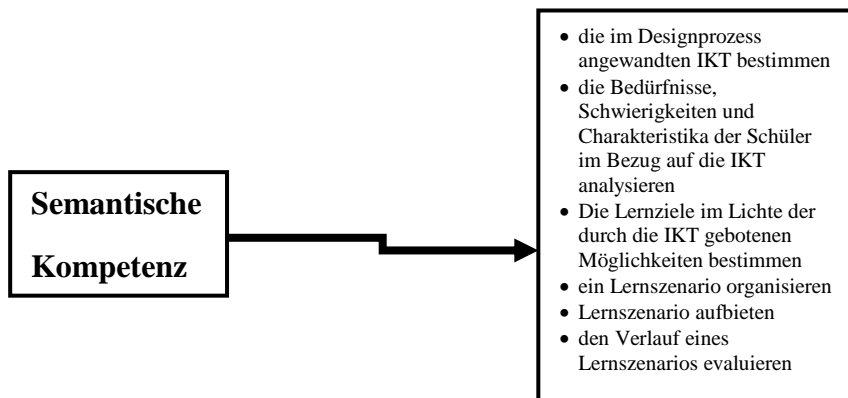 Semantische
Kompetenz
• die im Designprozess
angewandten IKT bestimmen
• die Bedürfnisse,
Schwierigkeiten und
Charakteristika der Schüler
im Bezug auf die IKT
analysieren
• Die Lernziele im Lichte der
durch die IKT gebotenen
Möglichkeiten bestimmen
• ein Lernszenario organisieren
• Lernszenario aufbieten
• den Verlauf eines
Lernszenarios evaluieren